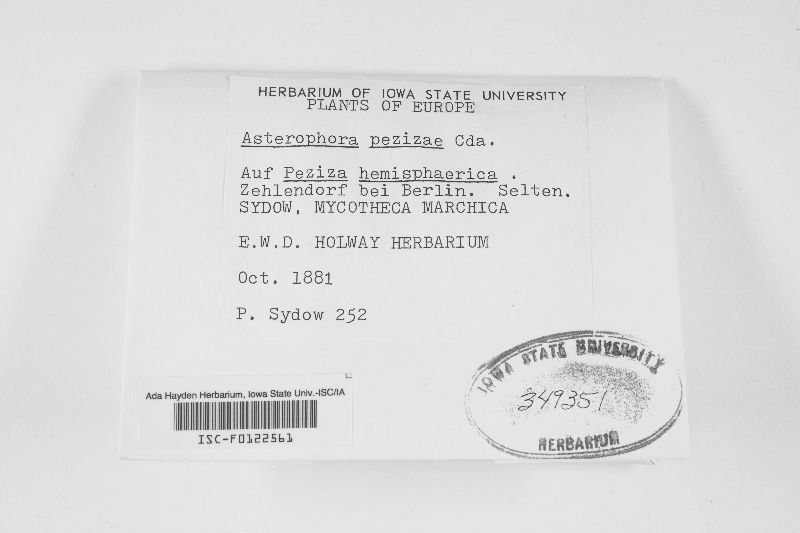 HERBARIUM OF IOWA STATE UNIVERSITY
PLANTS OF EUROPE
Asterophora pezizae Cda.
Auf Peziza hemisphaerica .
Zehlendorf bei Berlin. Selten.
SYDOW, MYCOTHECA MARCHICA
E.W.D. HOLWAY HERBARIUM
Oct. 1881
P. Sydow 252
Ada Hayden Herbarium, Iowa State Univ.-ISC/IA
ISC-F0122561
IOWA STATE UNIVERSITY
349351
HERBARIUM